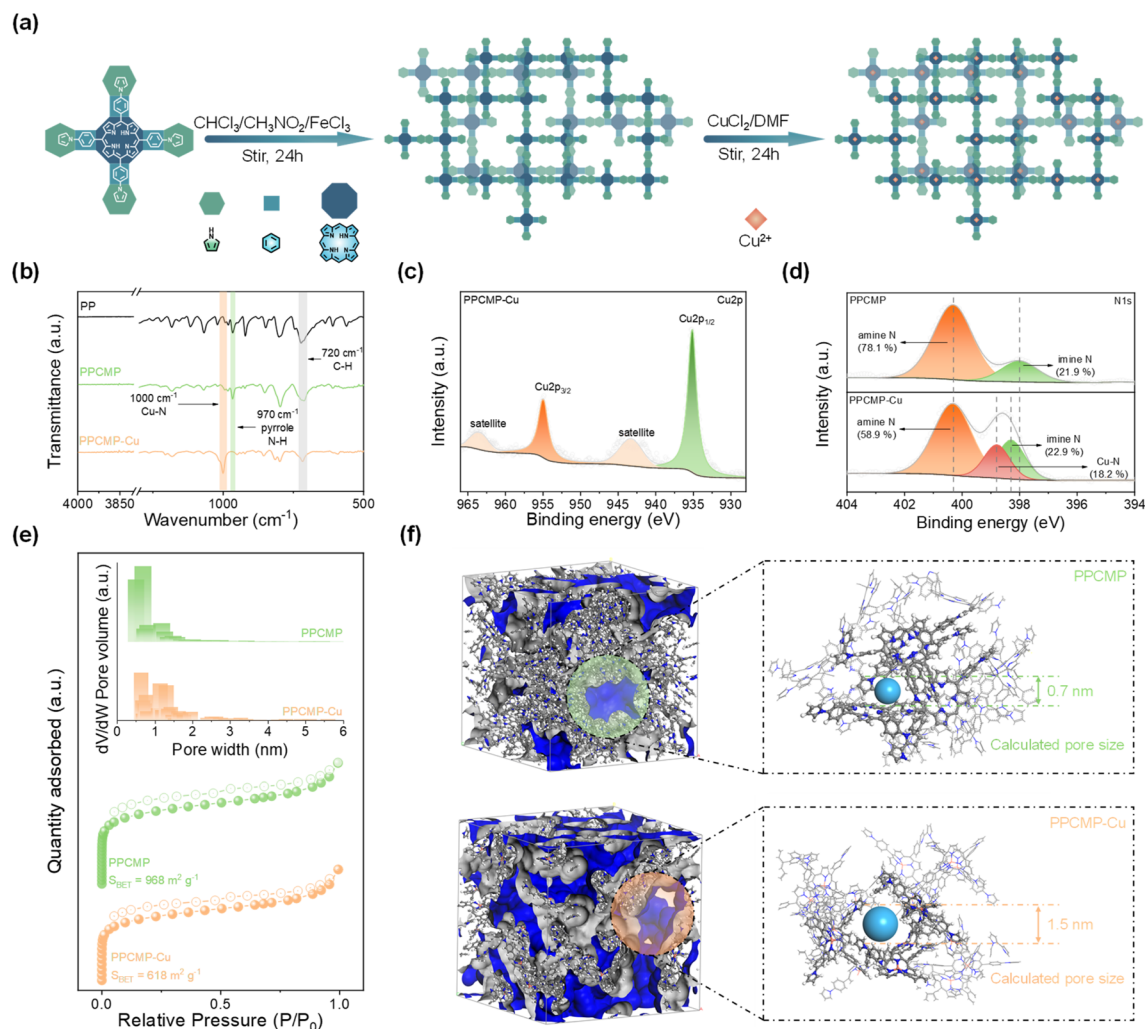 (a)
CHCl₃/CH₃NO₂/FeCl₃
Stir, 24h
CuCl₂/DMF
Stir, 24h
Cu²⁺
(b)
PP
PPCMP
PPCMP-Cu
720 cm⁻¹
C-H
1000 cm⁻¹
Cu-N
970 cm⁻¹
pyrrole
N-H
Transmittance (a.u.)
4000 3850 1000 500
Wavenumber (cm⁻¹)
(c)
PPCMP-Cu
Cu2p
Cu2p₁/₂
Cu2p₃/₂
satellite
satellite
Intensity (a.u.)
965 960 955 950 945 940 935 930
Binding energy (eV)
(d)
PPCMP
N1s
amine N
(78.1 %)
imine N
(21.9 %)
PPCMP-Cu
amine N
(58.9 %)
imine N
(22.9 %)
Cu-N
(18.2 %)
Intensity (a.u.)
404 402 400 398 396 394
Binding energy (eV)
(e)
dV/dW Pore volume (a.u.)
PPCMP
PPCMP-Cu
0 1 2 3 4 5 6
Pore width (nm)
Quantity adsorbed (a.u.)
PPCMP
S_BET = 968 m² g⁻¹
PPCMP-Cu
S_BET = 618 m² g⁻¹
0.0 0.5 1.0
Relative Pressure (P/P₀)
(f)
PPCMP
0.7 nm
Calculated pore size
PPCMP-Cu
1.5 nm
Calculated pore size